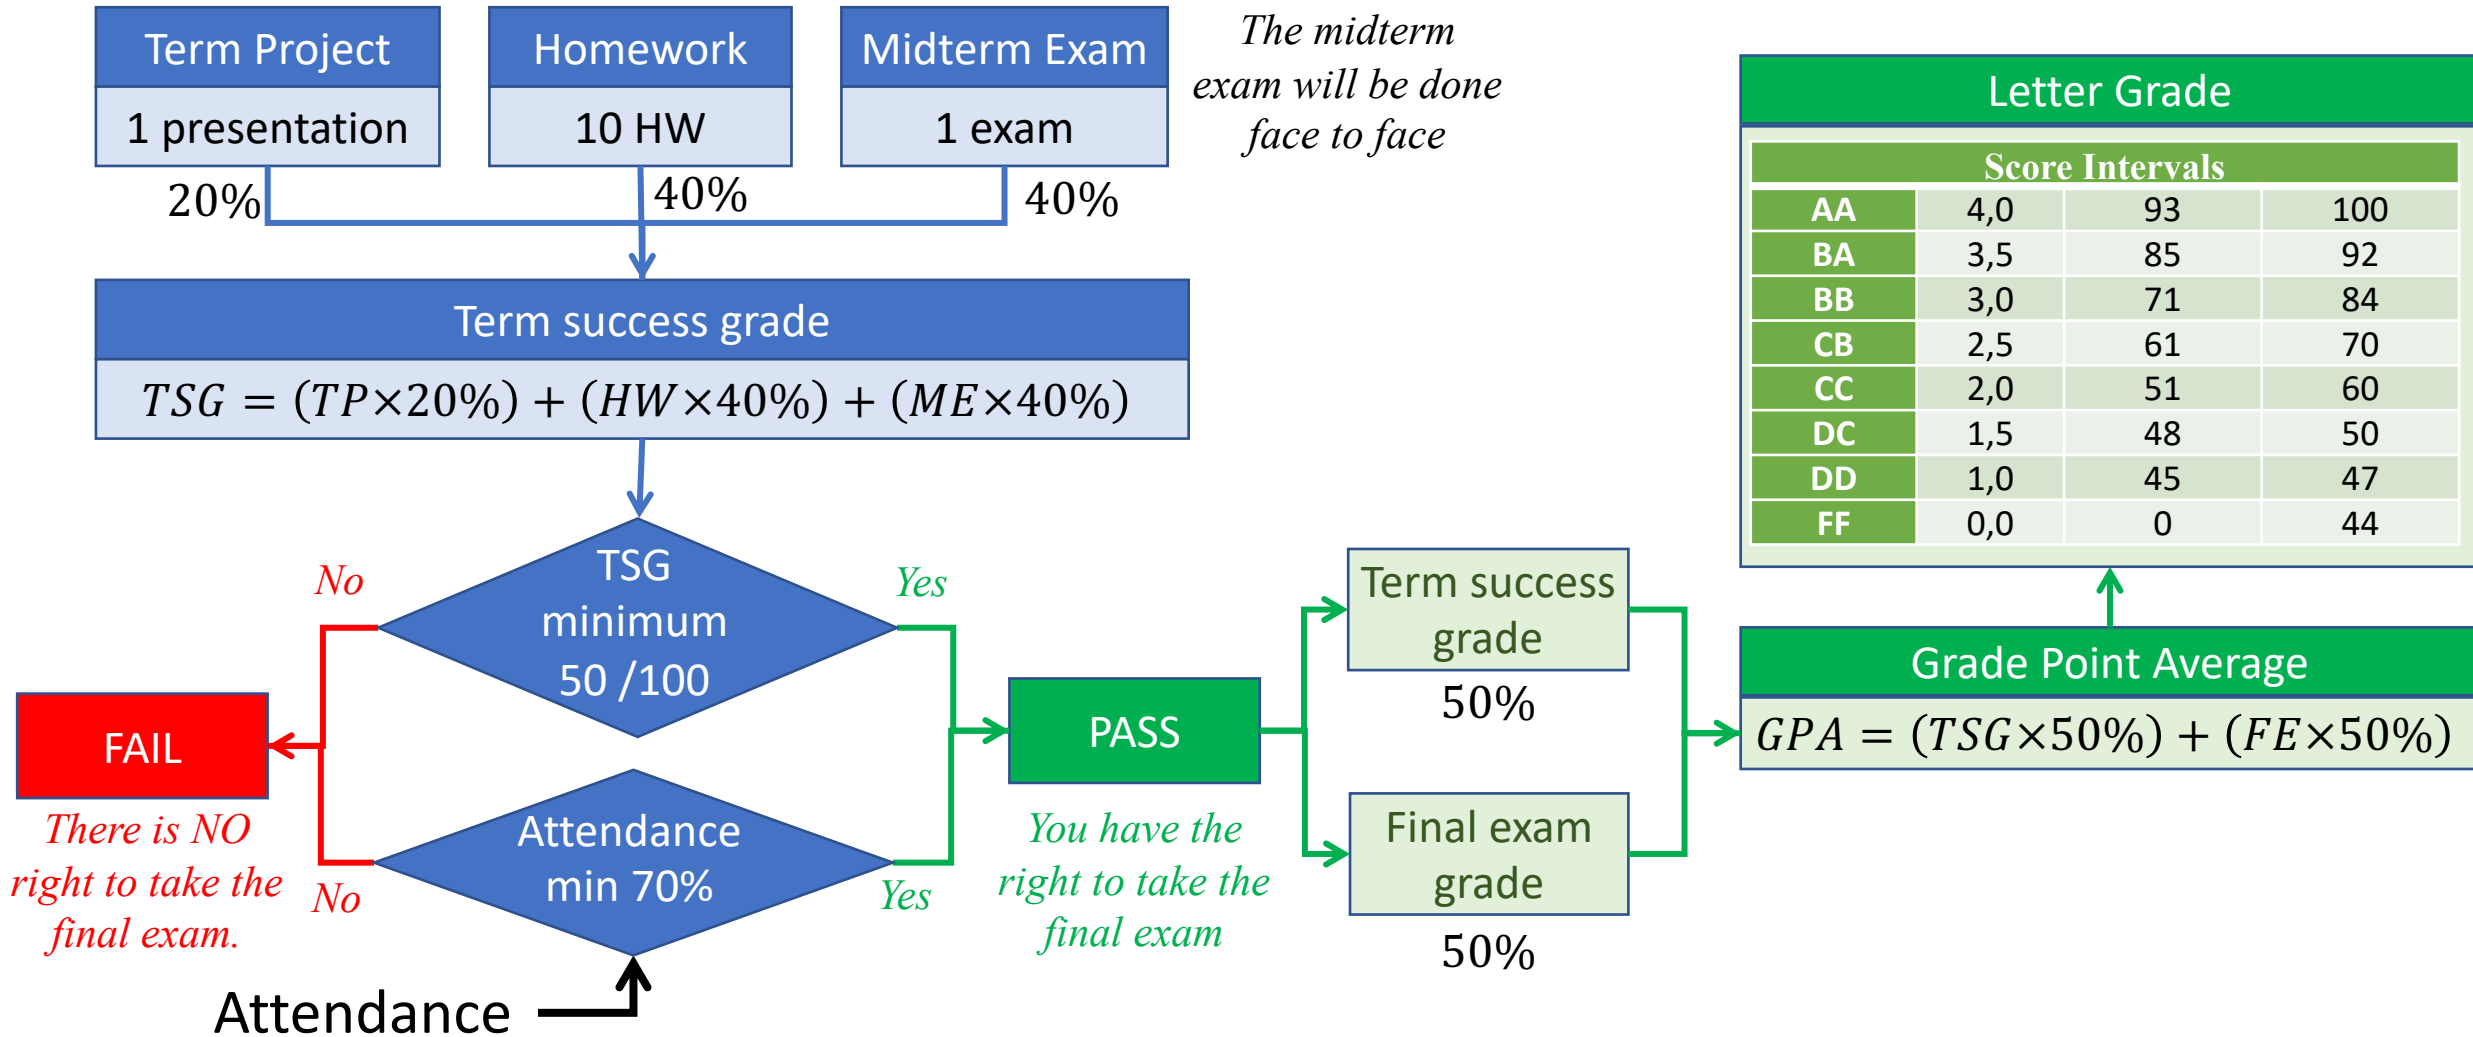 Term Project
1 presentation
20%
Homework
10 HW
40%
Midterm Exam
1 exam
40%
The midterm
exam will be done
face to face
Term success grade
TSG = (TP×20%) + (HW×40%) + (ME×40%)
TSG
minimum
50 /100
No
Yes
Attendance
min 70%
No
Yes
Attendance
FAIL
There is NO
right to take the
final exam.
PASS
You have the
right to take the
final exam
Term success
grade
50%
Final exam
grade
50%
Grade Point Average
GPA = (TSG×50%) + (FE×50%)
Letter Grade
Score Intervals
AA 4,0 93 100
BA 3,5 85 92
BB 3,0 71 84
CB 2,5 61 70
CC 2,0 51 60
DC 1,5 48 50
DD 1,0 45 47
FF 0,0 0 44